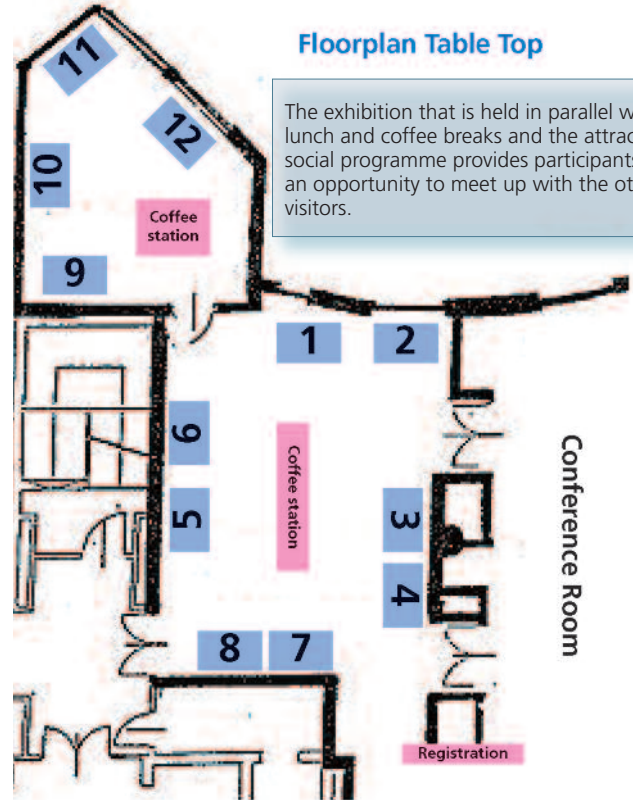 Floorplan Table Top
The exhibition that is held in parallel w
lunch and coffee breaks and the attrac
social programme provides participants
an opportunity to meet up with the ot
visitors.
11
12
10
Coffee
station
9
1
2
6
Coffee station
5
3
4
Conference Room
8
7
Registration